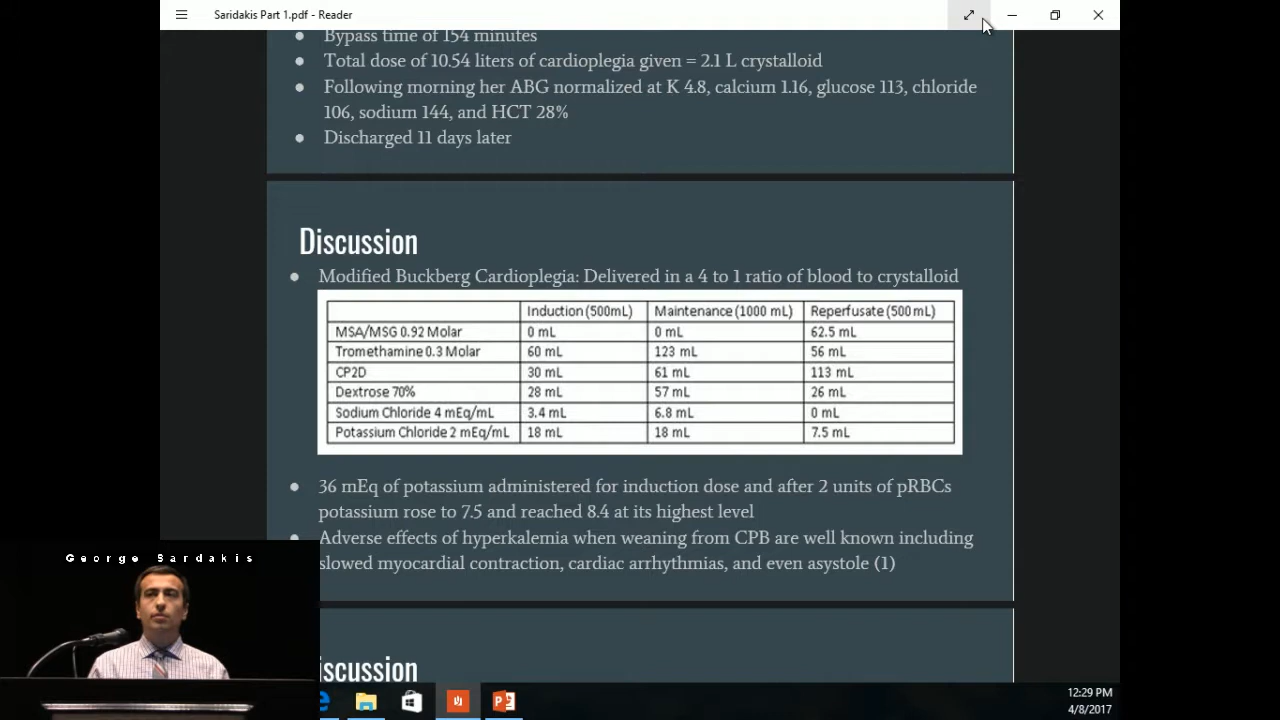 Saridakis Part 1.pdf - Reader
Bypass time of 154 minutes
● Total dose of 10.54 liters of cardioplegia given = 2.1 L crystalloid
● Following morning her ABG normalized at K 4.8, calcium 1.16, glucose 113, chloride
106, sodium 144, and HCT 28%
● Discharged 11 days later
Discussion
● Modified Buckberg Cardioplegia: Delivered in a 4 to 1 ratio of blood to crystalloid
Induction (500mL) Maintenance (1000 mL) Reperfusate (500 mL)
MSA/MSG 0.92 Molar 0 mL 0 mL 62.5 mL
Tromethamine 0.3 Molar 60 mL 123 mL 56 mL
CP2D 30 mL 61 mL 113 mL
Dextrose 70% 28 mL 57 mL 26 mL
Sodium Chloride 4 mEq/mL 3.4 mL 6.8 mL 0 mL
Potassium Chloride 2 mEq/mL 18 mL 18 mL 7.5 mL
● 36 mEq of potassium administered for induction dose and after 2 units of pRBCs
potassium rose to 7.5 and reached 8.4 at its highest level
Adverse effects of hyperkalemia when weaning from CPB are well known including
slowed myocardial contraction, cardiac arrhythmias, and even asystole (1)
George Sardakis
iscussion
12:29 PM
4/8/2017